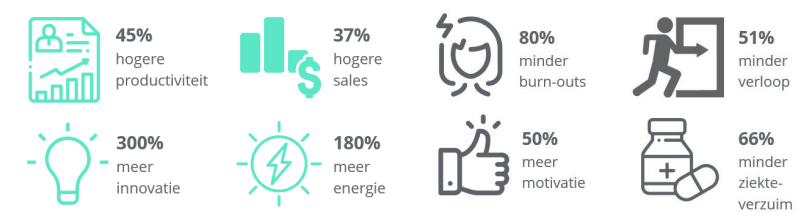 45%
hogere
productiviteit
37%
hogere
sales
80%
minder
burn-outs
51%
minder
verloop
300%
meer
innovatie
180%
meer
energie
50%
meer
motivatie
66%
minder
ziekte-
verzuim